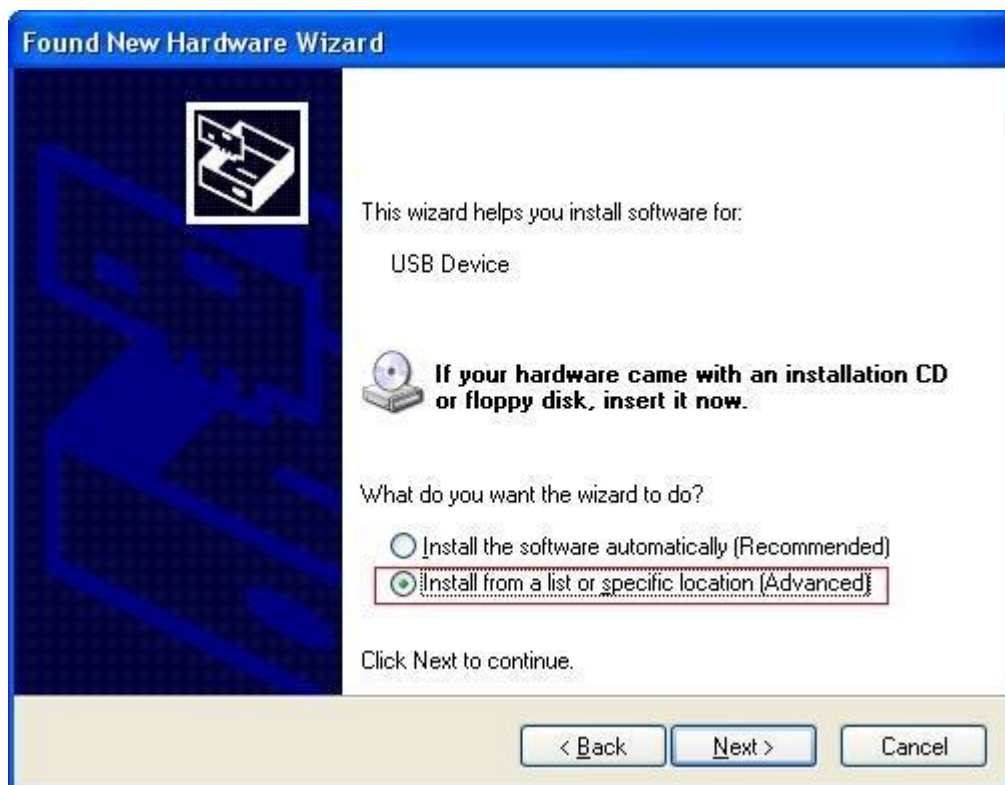 Found New Hardware Wizard
This wizard helps you install software for:
USB Device
If your hardware came with an installation CD
or floppy disk, insert it now.
What do you want the wizard to do?
Install the software automatically (Recommended)
Install from a list or specific location (Advanced)
Click Next to continue.
< Back Next > Cancel